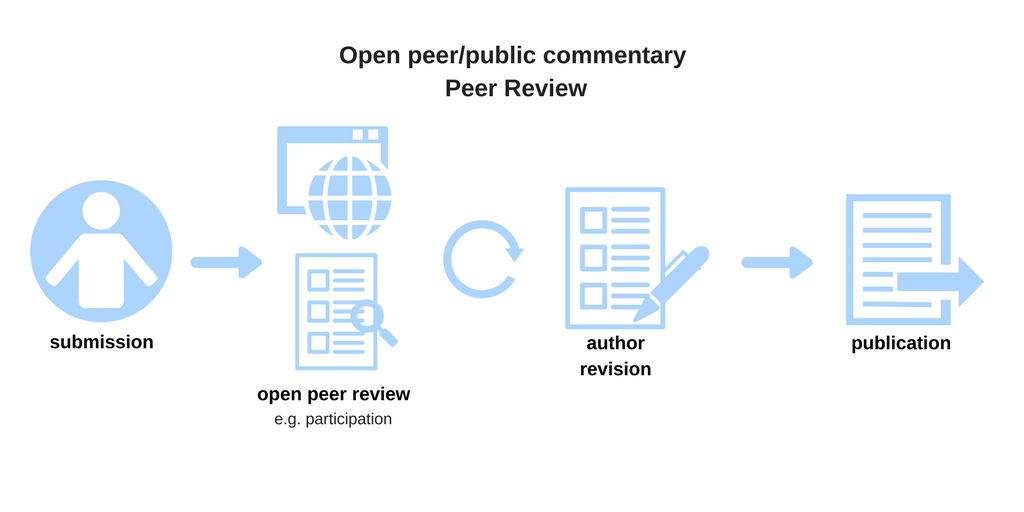 Open peer/public commentary
Peer Review
submission
open peer review
e.g. participation
author
revision
publication